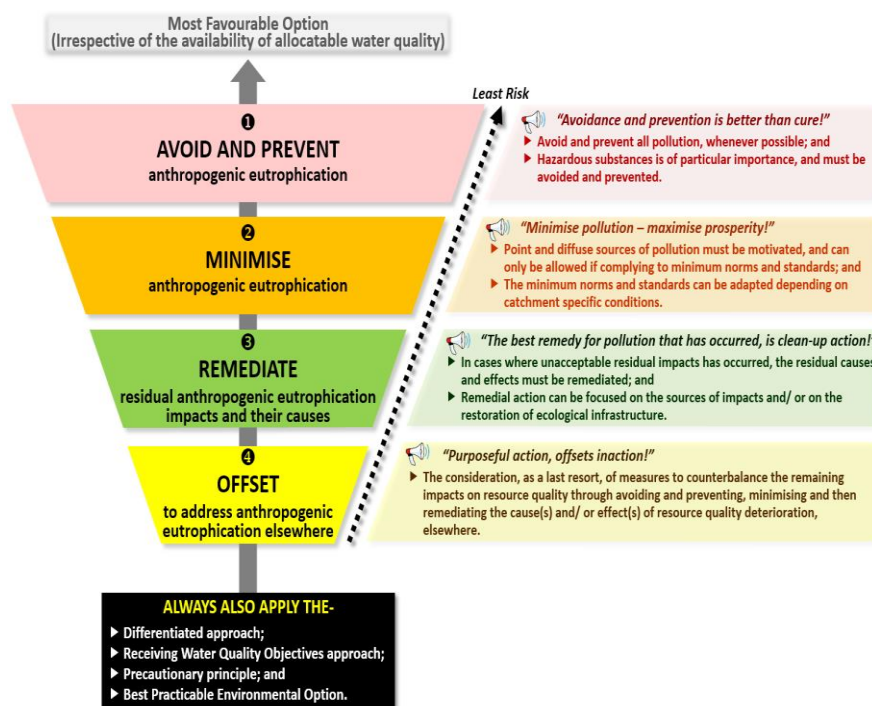 Most Favourable Option
(Irrespective of the availability of allocatable water quality)
Least Risk
❶
AVOID AND PREVENT
anthropogenic eutrophication
“Avoidance and prevention is better than cure!”
▶ Avoid and prevent all pollution, whenever possible; and
▶ Hazardous substances is of particular importance, and must be
avoided and prevented.
❷
MINIMISE
anthropogenic eutrophication
“Minimise pollution – maximise prosperity!”
▶ Point and diffuse sources of pollution must be motivated, and can
only be allowed if complying to minimum norms and standards; and
▶ The minimum norms and standards can be adapted depending on
catchment specific conditions.
❸
REMEDIATE
residual anthropogenic eutrophication
impacts and their causes
“The best remedy for pollution that has occurred, is clean-up action!”
▶ In cases where unacceptable residual impacts has occurred, the residual causes
and effects must be remediated; and
▶ Remedial action can be focused on the sources of impacts and/ or on the
restoration of ecological infrastructure.
❹
OFFSET
to address anthropogenic
eutrophication elsewhere
“Purposeful action, offsets inaction!”
▶ The consideration, as a last resort, of measures to counterbalance the remaining
impacts on resource quality through avoiding and preventing, minimising and then
remediating the cause(s) and/ or effect(s) of resource quality deterioration,
elsewhere.
ALWAYS ALSO APPLY THE-
▶ Differentiated approach;
▶ Receiving Water Quality Objectives approach;
▶ Precautionary principle; and
▶ Best Practicable Environmental Option.